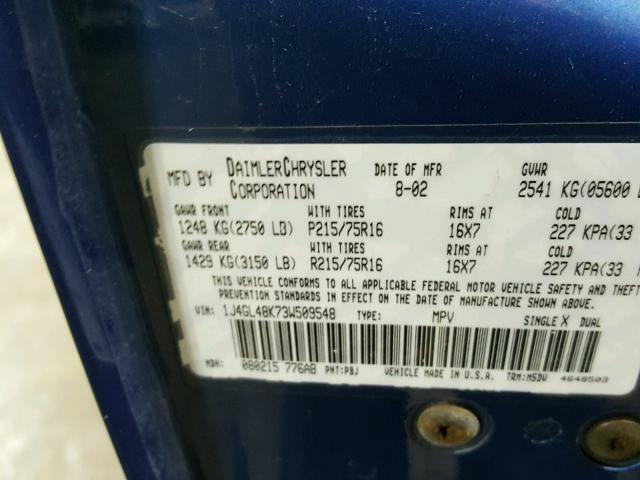 MFD BY DAIMLERCHRYSLER CORPORATION DATE OF MFR 8-02 GVWR 2541 KG(05600
GAWR FRONT WITH TIRES RIMS AT COLD
1248 KG(2750 LB) P215/75R16 16X7 227 KPA(33
GAWR REAR WITH TIRES RIMS AT COLD
1429 KG(3150 LB) R215/75R16 16X7 227 KPA(33
THIS VEHICLE CONFORMS TO ALL APPLICABLE FEDERAL MOTOR VEHICLE SAFETY AND THEFT
PREVENTION STANDARDS IN EFFECT ON THE DATE OF MANUFACTURE SHOWN ABOVE.
VIN: 1J4GL48K73W509548 TYPE: MPV SINGLE X DUAL
MDH: 080215 776AB PNT:PBJ VEHICLE MADE IN U.S.A. TRM:M5DV 4648503